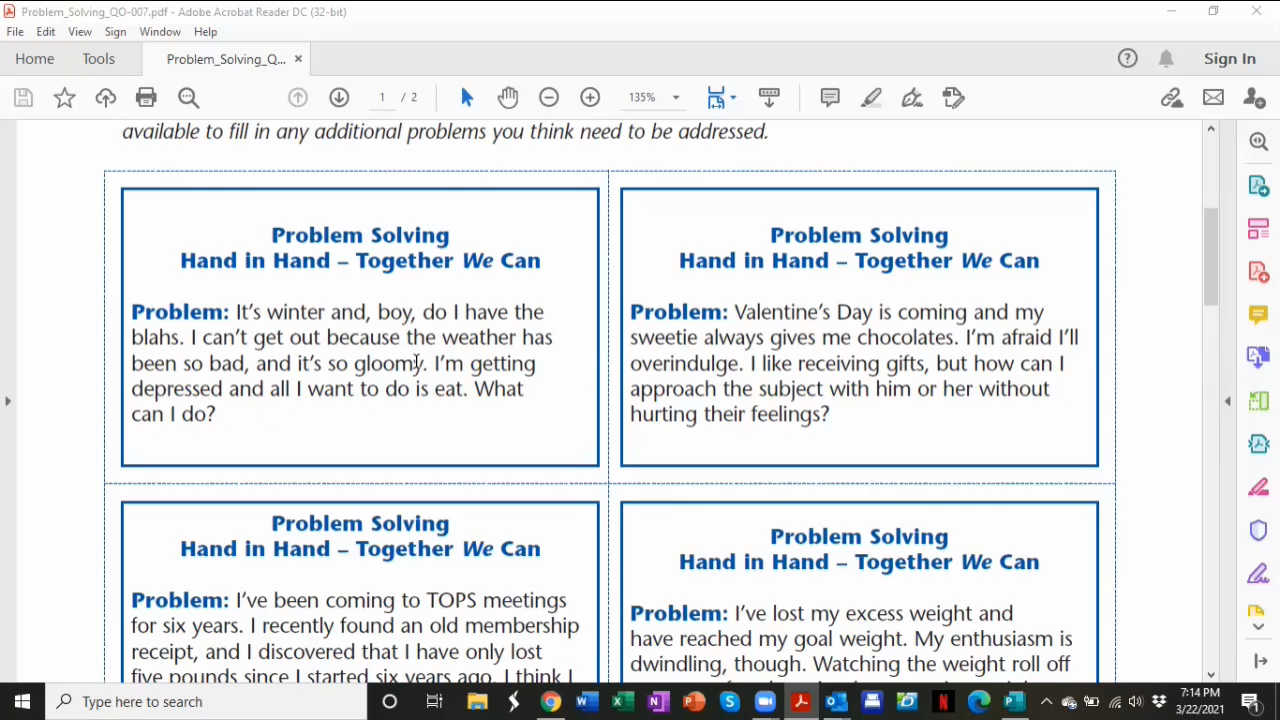 Problem_Solving_QO-007.pdf - Adobe Acrobat Reader DC (32-bit)
File Edit View Sign Window Help
Home Tools Problem_Solving_Q... × Sign In
1 / 2 135%
available to fill in any additional problems you think need to be addressed.
Problem Solving
Hand in Hand – Together We Can
Problem: It's winter and, boy, do I have the
blahs. I can't get out because the weather has
been so bad, and it's so gloomy. I'm getting
depressed and all I want to do is eat. What
can I do?
Problem Solving
Hand in Hand – Together We Can
Problem: Valentine's Day is coming and my
sweetie always gives me chocolates. I'm afraid I'll
overindulge. I like receiving gifts, but how can I
approach the subject with him or her without
hurting their feelings?
Problem Solving
Hand in Hand – Together We Can
Problem: I've been coming to TOPS meetings
for six years. I recently found an old membership
receipt, and I discovered that I have only lost
five pounds since I started six years ago. I think I
Problem Solving
Hand in Hand – Together We Can
Problem: I've lost my excess weight and
have reached my goal weight. My enthusiasm is
dwindling, though. Watching the weight roll off
Type here to search
7:14 PM
3/22/2021